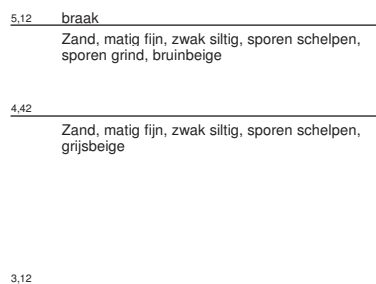 5,12 braak
Zand, matig fijn, zwak siltig, sporen schelpen,
sporen grind, bruinbeige
4,42
Zand, matig fijn, zwak siltig, sporen schelpen,
grijsbeige
3,12